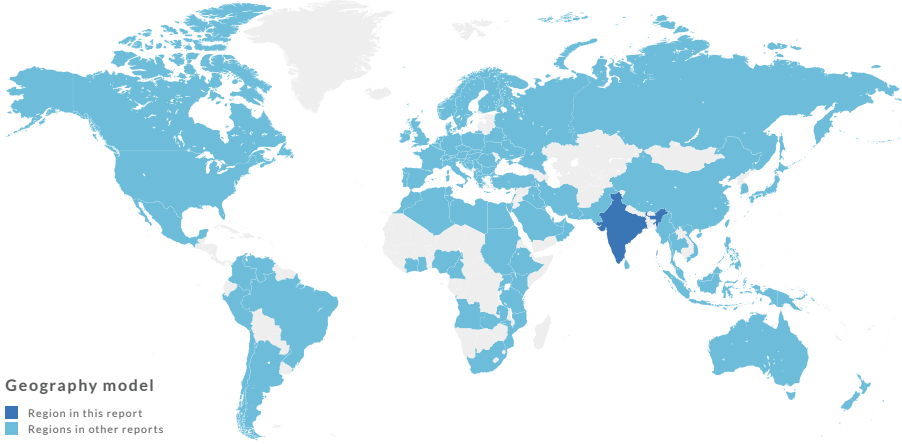 Geography model
Region in this report
Regions in other reports